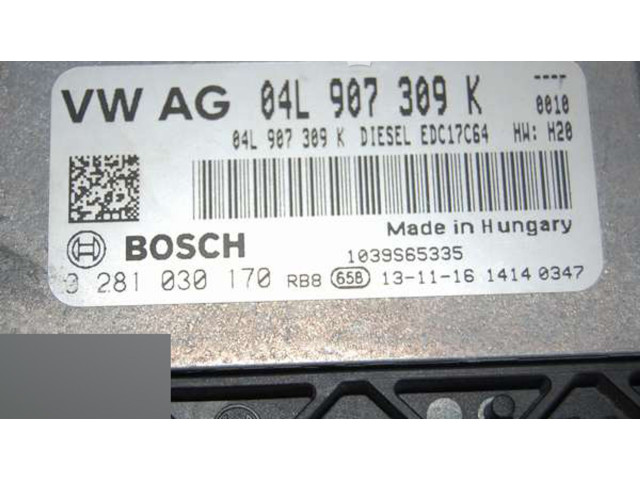 VW AG 04L 907 309 K ---- 0010
04L 907 309 K DIESEL EDC17C64 HW: H20
Made in Hungary
BOSCH 1039S65335
0 281 030 170 RB8 658 13-11-16 1414 0347